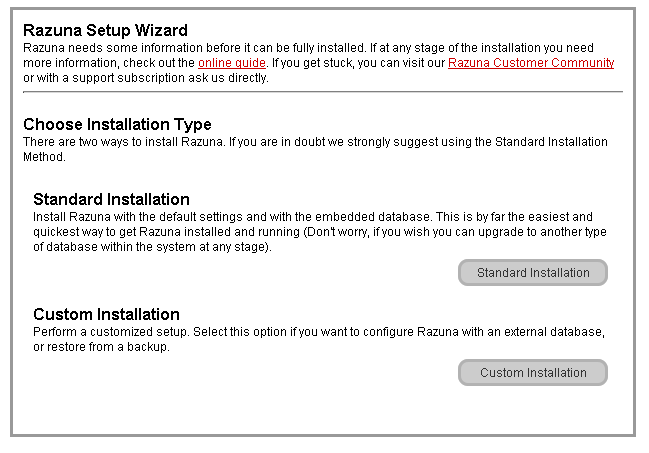 Razuna Setup Wizard
Razuna needs some information before it can be fully installed. If at any stage of the installation you need
more information, check out the online guide. If you get stuck, you can visit our Razuna Customer Community
or with a support subscription ask us directly.
Choose Installation Type
There are two ways to install Razuna. If you are in doubt we strongly suggest using the Standard Installation
Method.
Standard Installation
Install Razuna with the default settings and with the embedded database. This is by far the easiest and
quickest way to get Razuna installed and running (Don't worry, if you wish you can upgrade to another type
of database within the system at any stage).
Standard Installation
Custom Installation
Perform a customized setup. Select this option if you want to configure Razuna with an external database,
or restore from a backup.
Custom Installation